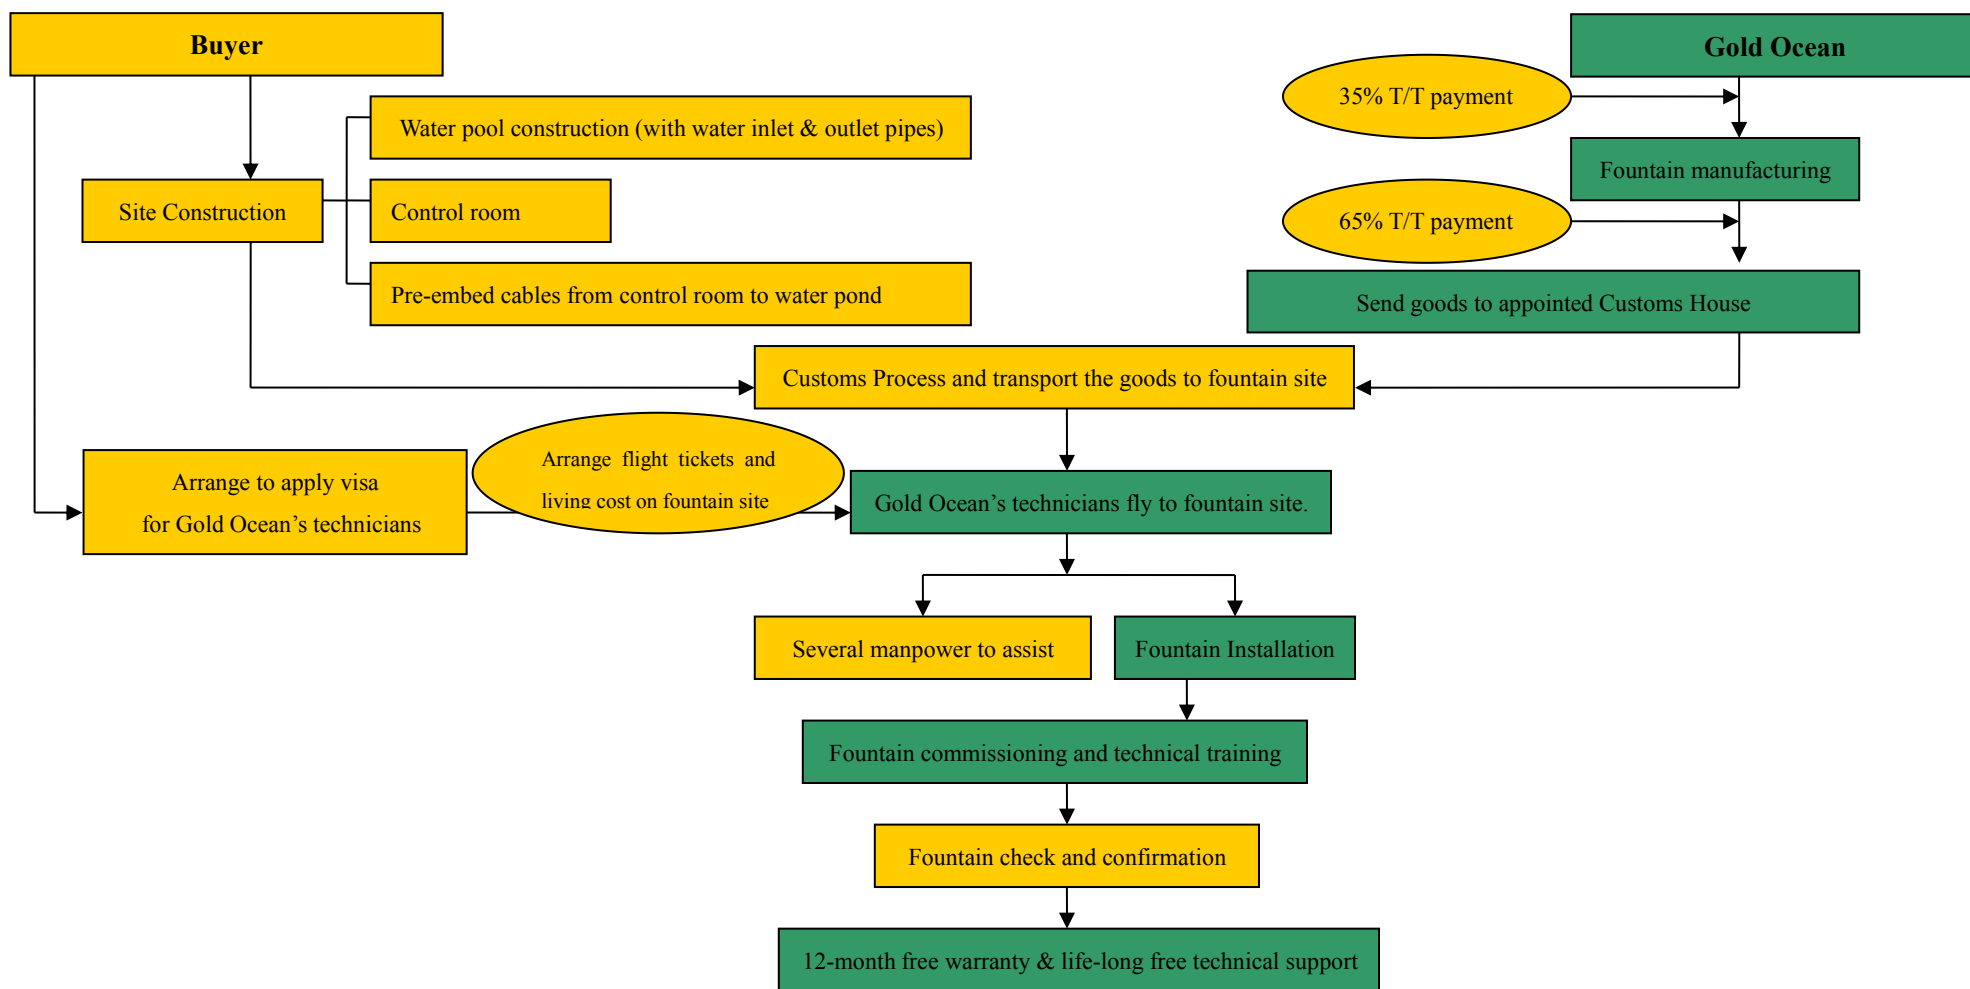 Buyer
Gold Ocean
35% T/T payment
Water pool construction (with water inlet & outlet pipes)
Fountain manufacturing
Site Construction
Control room
65% T/T payment
Pre-embed cables from control room to water pond
Send goods to appointed Customs House
Customs Process and transport the goods to fountain site
Arrange flight tickets and
living cost on fountain site
Arrange to apply visa
for Gold Ocean’s technicians
Gold Ocean’s technicians fly to fountain site.
Several manpower to assist
Fountain Installation
Fountain commissioning and technical training
Fountain check and confirmation
12-month free warranty & life-long free technical support